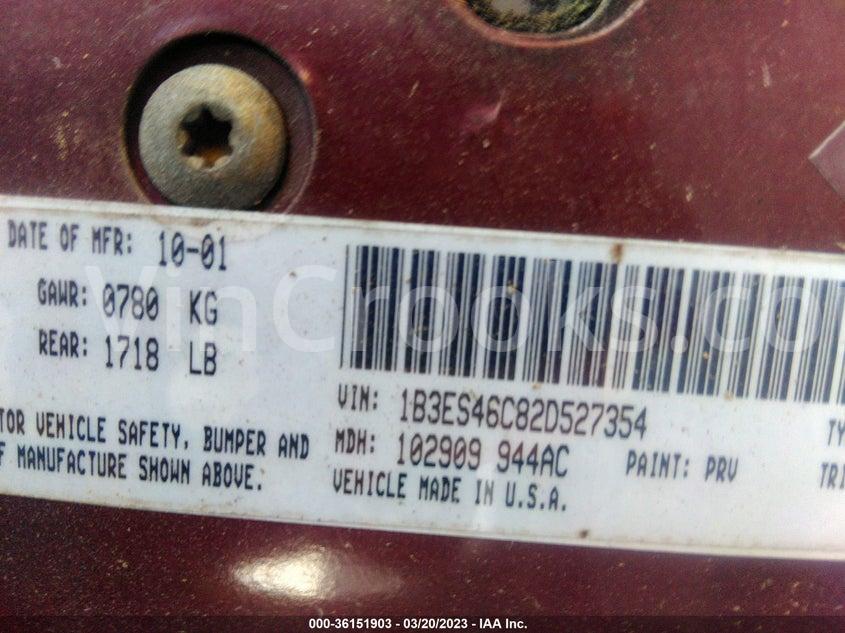 DATE OF MFR: 10-01
GAWR: 0780 KG
REAR: 1718 LB
VIN: 1B3ES46C82D527354
TOR VEHICLE SAFETY, BUMPER AND
F MANUFACTURE SHOWN ABOVE.
MDH: 102909 944AC
PAINT: PRV
VEHICLE MADE IN U.S.A.
TY
TRI
VinCrooks.co
000-36151903 — 03/20/2023 — IAA Inc.